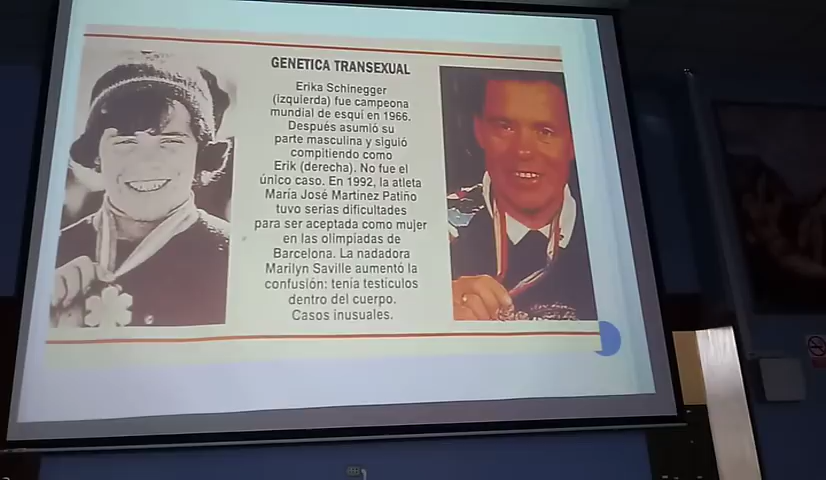 GENETICA TRANSEXUAL
Erika Schinegger
(izquierda) fue campeona
mundial de esquí en 1966.
Después asumió su
parte masculina y siguió
compitiendo como
Erik (derecha). No fue el
único caso. En 1992, la atleta
María José Martínez Patiño
tuvo serias dificultades
para ser aceptada como mujer
en las olimpíadas de
Barcelona. La nadadora
Marilyn Saville aumentó la
confusión: tenía testículos
dentro del cuerpo.
Casos inusuales.